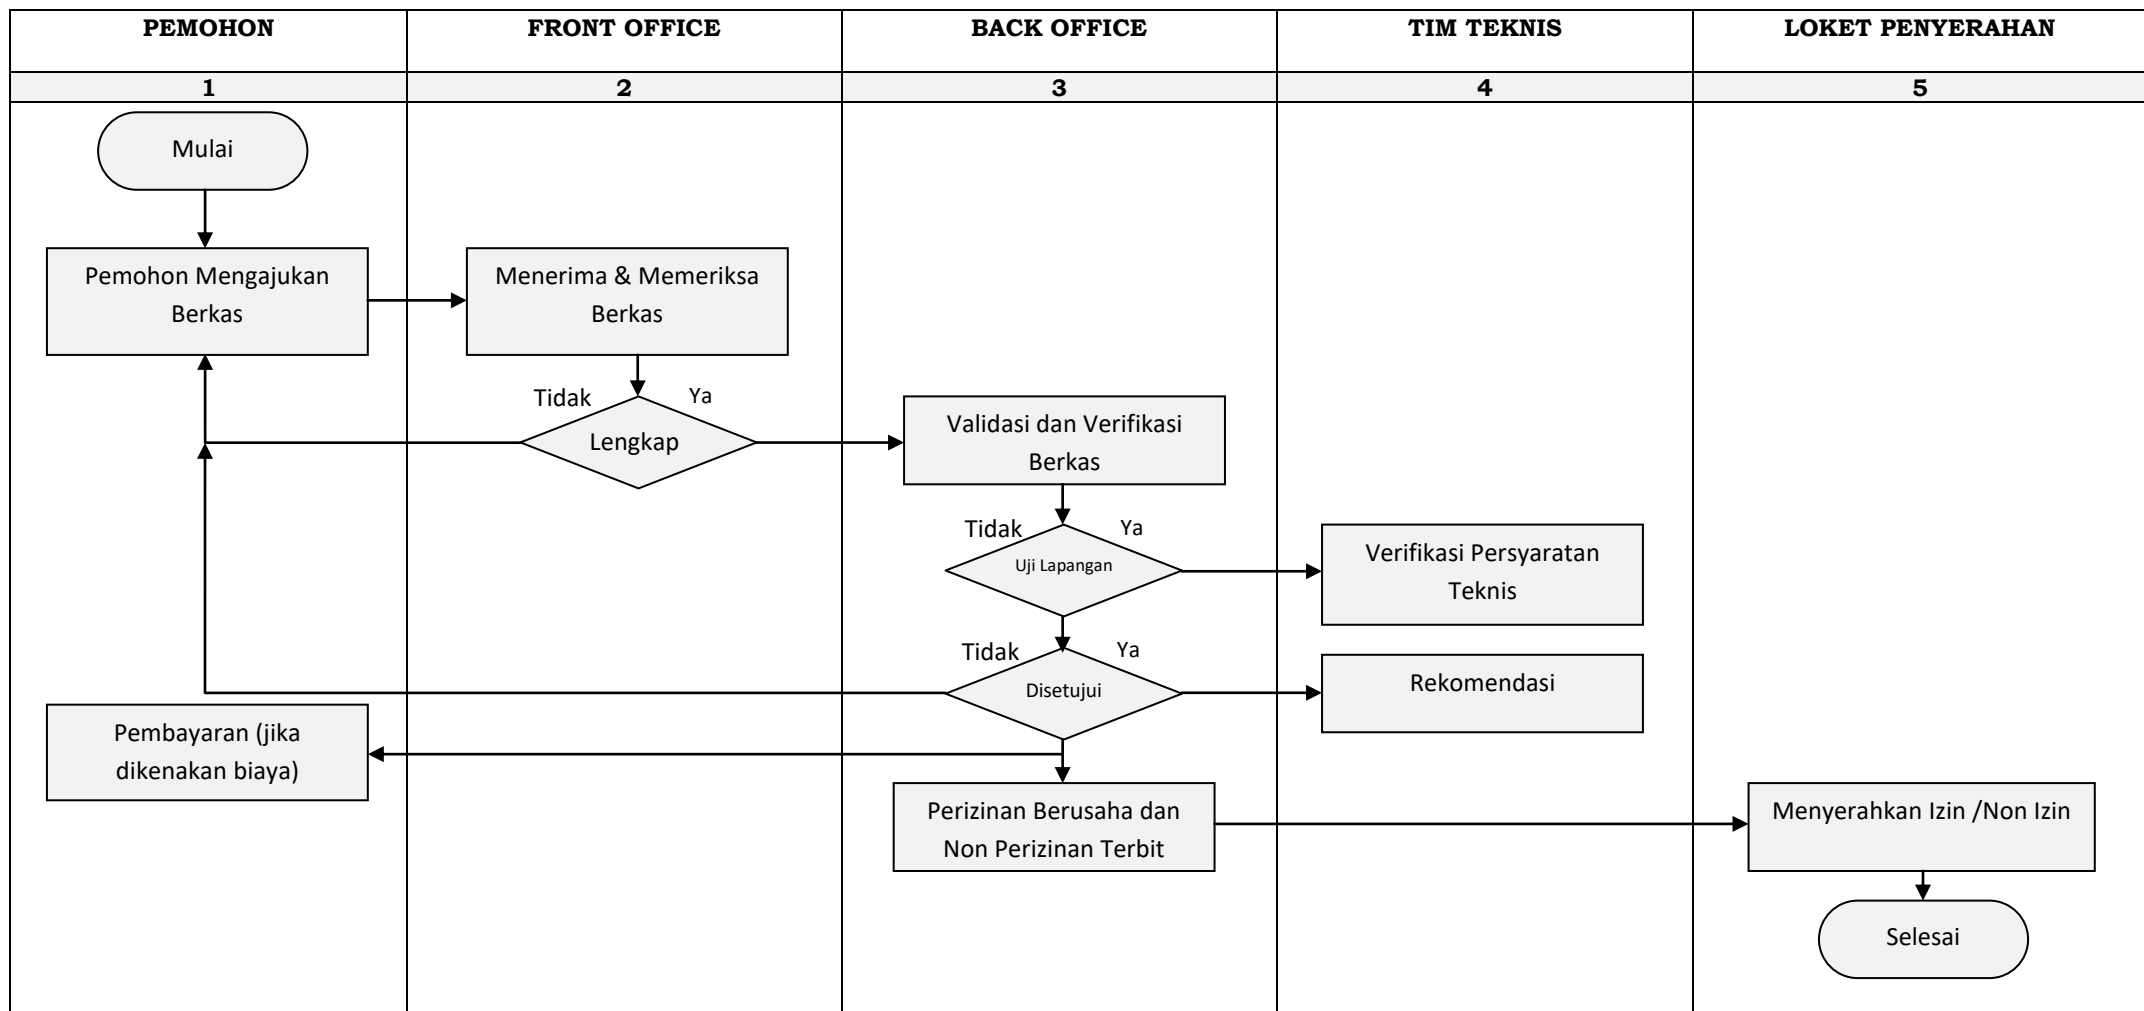 PEMOHON
FRONT OFFICE
BACK OFFICE
TIM TEKNIS
LOKET PENYERAHAN
1
2
3
4
5
Mulai
Pemohon Mengajukan
Berkas
Menerima & Memeriksa
Berkas
Tidak
Ya
Lengkap
Validasi dan Verifikasi
Berkas
Tidak
Ya
Uji Lapangan
Verifikasi Persyaratan
Teknis
Tidak
Ya
Disetujui
Rekomendasi
Pembayaran (jika
dikenakan biaya)
Perizinan Berusaha dan
Non Perizinan Terbit
Menyerahkan Izin /Non Izin
Selesai